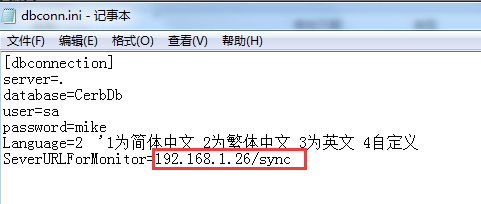 dbconn.ini - 记事本
文件(F) 编辑(E) 格式(O) 查看(V) 帮助(H)
[dbconnection]
server=.
database=CerbDb
user=sa
password=mike
Language=2  '1为简体中文 2为繁体中文 3为英文 4自定义
SeverURLForMonitor=192.168.1.26/sync